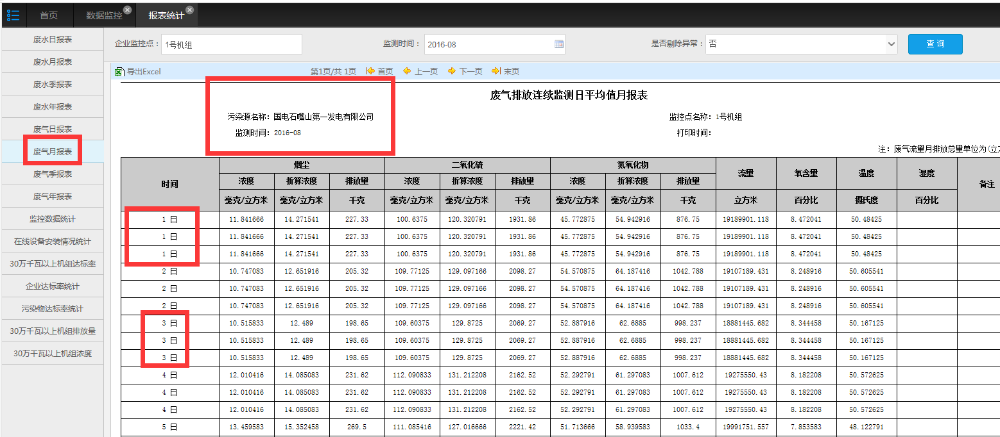 首页 数据监控 报表统计
废水日报表
废水月报表
废水季报表
废水年报表
废气日报表
废气月报表
废气季报表
废气年报表
监控数据统计
在线设备安装情况统计
30万千瓦以上机组达标率
企业达标率统计
污染物达标率统计
30万千瓦以上机组排放量
30万千瓦以上机组浓度
企业监控点： 1号机组 监测时间： 2016-08 是否剔除异常： 否 查 询
导出Excel 第1页/共 1页 首页 上一页 下一页 末页
废气排放连续监测日平均值月报表
污染源名称： 国电石嘴山第一发电有限公司 监控点名称： 1号机组
监测时间： 2016-08 打印时间：
注： 废气流量月排放总量单位为(立方
时间 烟尘 二氧化硫 氮氧化物 流量 氧含量 温度 湿度 备注
浓度 折算浓度 排放量 浓度 折算浓度 排放量 浓度 折算浓度 排放量
毫克/立方米 毫克/立方米 千克 毫克/立方米 毫克/立方米 千克 毫克/立方米 毫克/立方米 千克 立方米 百分比 摄氏度 百分比
1 日 11.841666 14.271541 227.33 100.6375 120.320791 1931.86 45.772875 54.942916 876.75 19189901.118 8.472041 50.48425
1 日 11.841666 14.271541 227.33 100.6375 120.320791 1931.86 45.772875 54.942916 876.75 19189901.118 8.472041 50.48425
1 日 11.841666 14.271541 227.33 100.6375 120.320791 1931.86 45.772875 54.942916 876.75 19189901.118 8.472041 50.48425
2 日 10.747083 12.651916 205.32 109.77125 129.097166 2098.27 54.570875 64.187416 1042.788 19107189.431 8.248916 50.605541
2 日 10.747083 12.651916 205.32 109.77125 129.097166 2098.27 54.570875 64.187416 1042.788 19107189.431 8.248916 50.605541
2 日 10.747083 12.651916 205.32 109.77125 129.097166 2098.27 54.570875 64.187416 1042.788 19107189.431 8.248916 50.605541
3 日 10.515833 12.489 198.65 109.60375 129.8725 2069.27 52.887916 62.6885 998.237 18881445.682 8.344458 50.167125
3 日 10.515833 12.489 198.65 109.60375 129.8725 2069.27 52.887916 62.6885 998.237 18881445.682 8.344458 50.167125
3 日 10.515833 12.489 198.65 109.60375 129.8725 2069.27 52.887916 62.6885 998.237 18881445.682 8.344458 50.167125
4 日 12.010416 14.085083 231.62 112.090833 131.212208 2162.52 52.292791 61.297083 1007.612 19275550.43 8.182208 50.572625
4 日 12.010416 14.085083 231.62 112.090833 131.212208 2162.52 52.292791 61.297083 1007.612 19275550.43 8.182208 50.572625
4 日 12.010416 14.085083 231.62 112.090833 131.212208 2162.52 52.292791 61.297083 1007.612 19275550.43 8.182208 50.572625
5 日 13.459583 15.352458 269.5 111.085416 127.016666 2221.42 51.713666 58.939583 1033.4 19991751.557 7.853583 48.122791